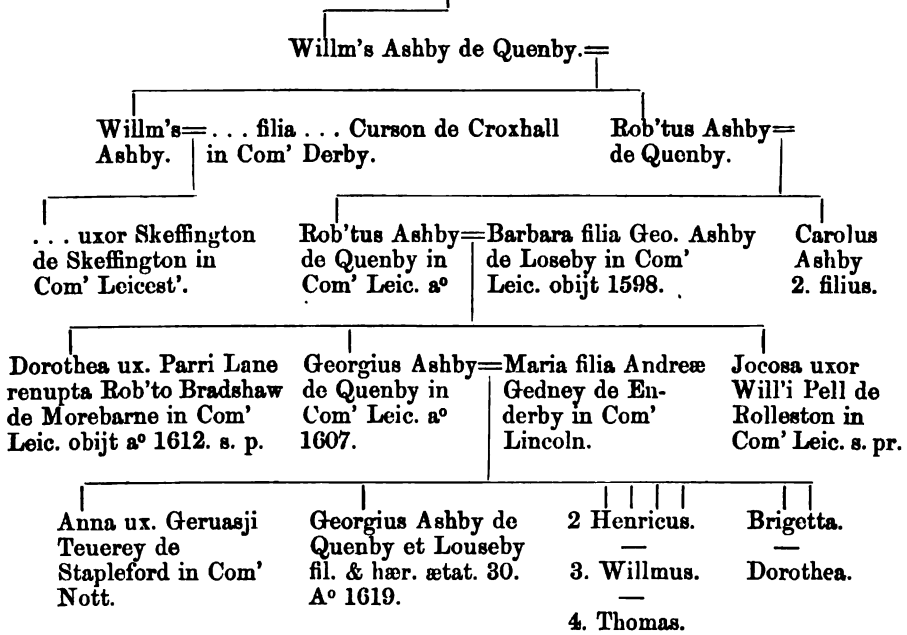 Willm's Ashby de Quenby.=
Willm's=. . . filia . . . Curson de Croxhall
Ashby. in Com' Derby.
Rob'tus Ashby=
de Quenby.
. . . uxor Skeffington
de Skeffington in
Com' Leicest'.
Rob'tus Ashby=Barbara filia Geo. Ashby
de Quenby in de Loseby in Com'
Com' Leic. aº Leic. obijt 1598.
Carolus
Ashby
2. filius.
Dorothea ux. Parri Lane
renupta Rob'to Bradshaw
de Morebarne in Com'
Leic. obijt aº 1612. s. p.
Georgius Ashby=Maria filia Andreæ
de Quenby in Gedney de En-
Com' Leic. aº derby in Com'
1607. Lincoln.
Jocosa uxor
Will'i Pell de
Rolleston in
Com' Leic. s. pr.
Anna ux. Geruasji
Teuerey de
Stapleford in Com'
Nott.
Georgius Ashby de
Quenby et Louseby
fil. & hær. ætat. 30.
Aº 1619.
2 Henricus.
—
3. Willmus.
—
4. Thomas.
Brigetta.
—
Dorothea.